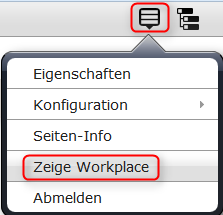 Eigenschaften
Konfiguration
Seiten-Info
Zeige Workplace
Abmelden